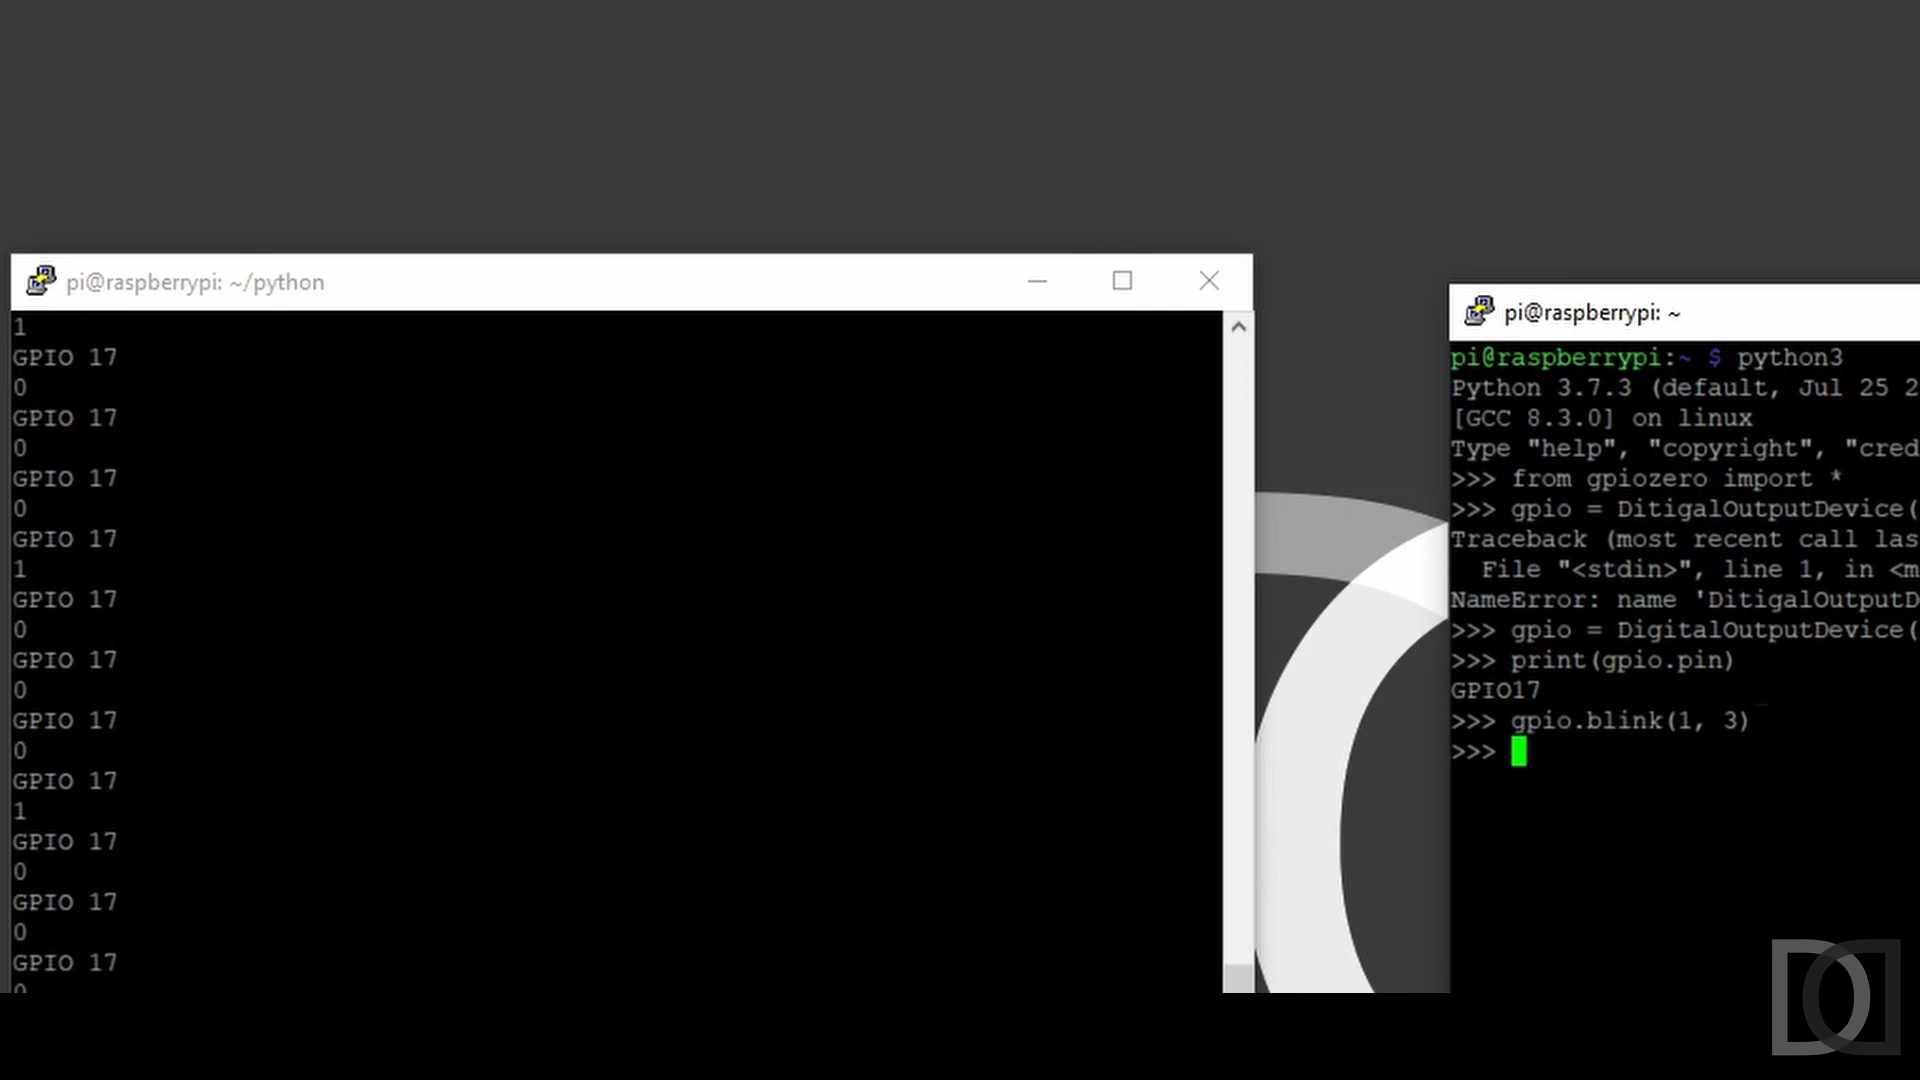 pi@raspberrypi: ~/python
1
GPIO 17
0
GPIO 17
0
GPIO 17
0
GPIO 17
1
GPIO 17
0
GPIO 17
0
GPIO 17
0
GPIO 17
1
GPIO 17
0
GPIO 17
0
GPIO 17
0
pi@raspberrypi: ~
pi@raspberrypi:~ $ python3
Python 3.7.3 (default, Jul 25 2
[GCC 8.3.0] on linux
Type "help", "copyright", "cred
>>> from gpiozero import *
>>> gpio = DitigalOutputDevice(
Traceback (most recent call las
File "<stdin>", line 1, in <m
NameError: name 'DitigalOutputD
>>> gpio = DigitalOutputDevice(
>>> print(gpio.pin)
GPIO17
>>> gpio.blink(1, 3)
>>>